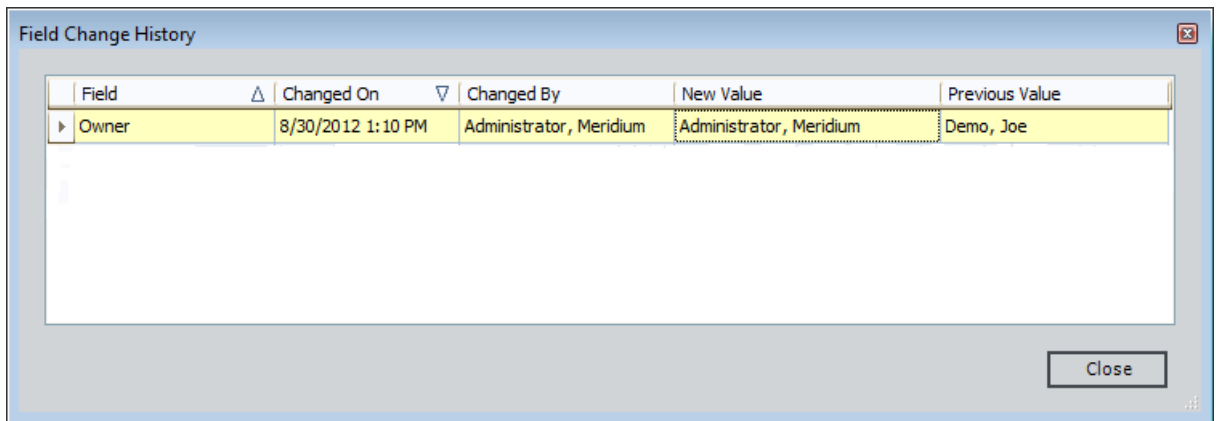 Field Change History
Field Changed On Changed By New Value Previous Value
Owner 8/30/2012 1:10 PM Administrator, Meridium Administrator, Meridium Demo, Joe
Close